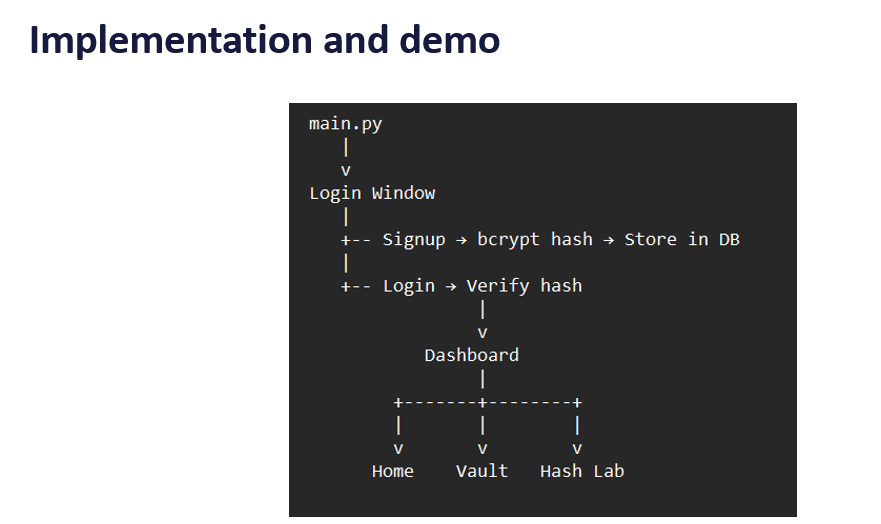 Implementation and demo
main.py
|
v
Login Window
|
+-- Signup → bcrypt hash → Store in DB
|
+-- Login → Verify hash
|
v
Dashboard
|
+-------+--------+
| | |
v v v
Home Vault Hash Lab